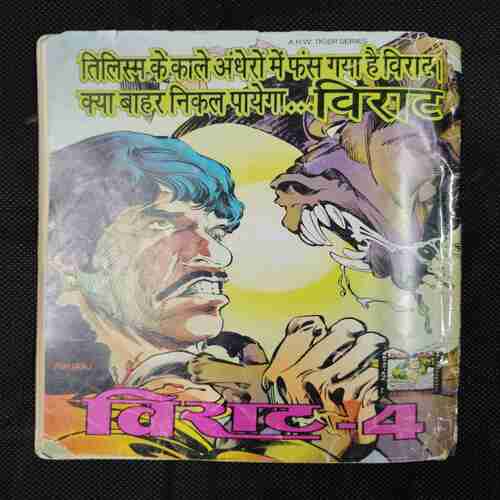 A H.W. TIGER SERIES
तिलिस्म के काले अंधेरों में फंस गया है विराट।
क्या बाहर निकल पायेगा...विराट
विराट-4